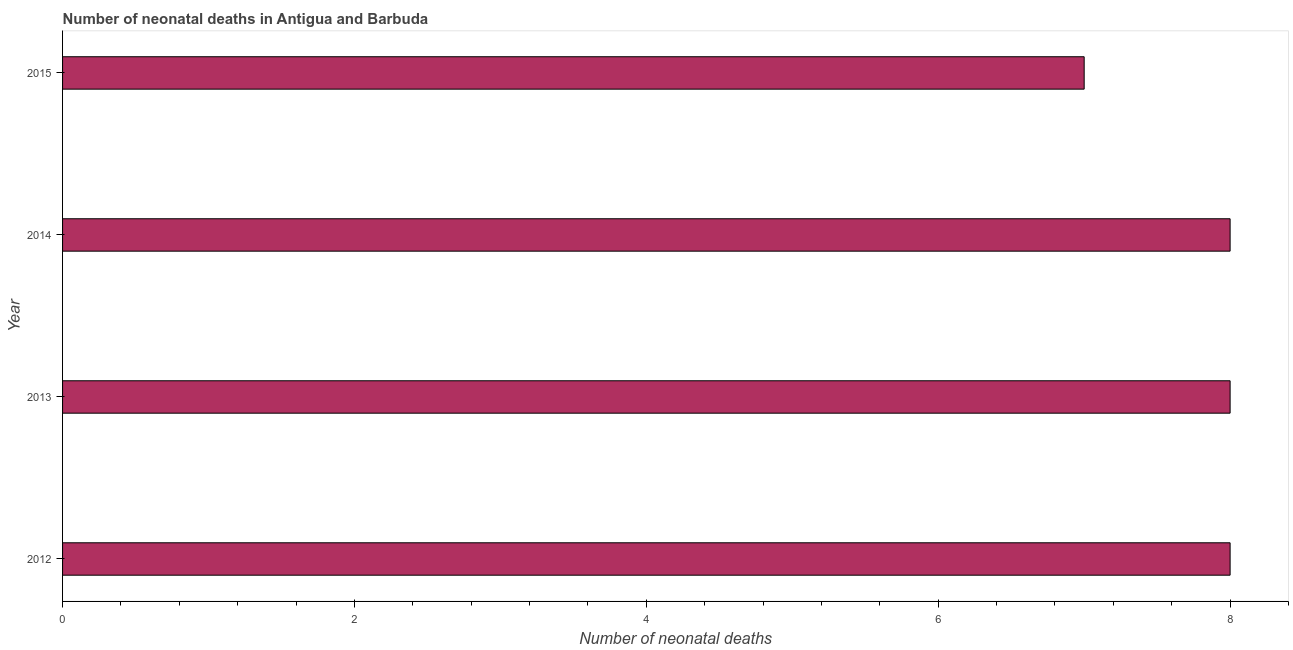 Number of neonatal deaths in Antigua and Barbuda
2015
2014
2013
2012
Year
0 2 4 6 8
Number of neonatal deaths